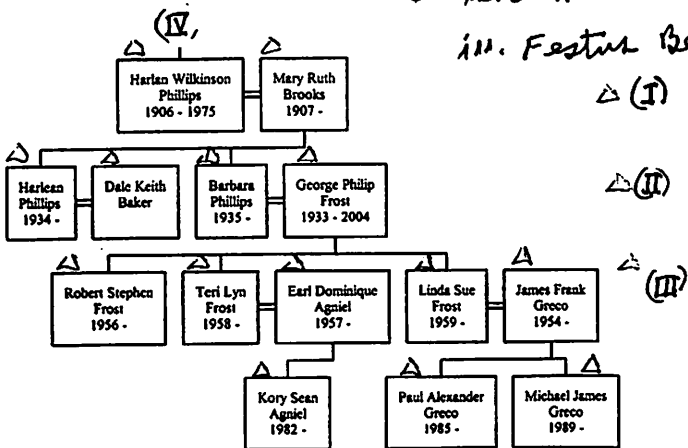 (IV,
iii. Festus Be
Harlan Wilkinson
Phillips
1906 - 1975
Mary Ruth
Brooks
1907 -
(I)
Harlean
Phillips
1934 -
Dale Keith
Baker
Barbara
Phillips
1935 -
George Philip
Frost
1933 - 2004
(II)
Robert Stephen
Frost
1956 -
Teri Lyn
Frost
1958 -
Earl Dominique
Agniel
1957 -
Linda Sue
Frost
1959 -
James Frank
Greco
1954 -
(III)
Kory Sean
Agniel
1982 -
Paul Alexander
Greco
1985 -
Michael James
Greco
1989 -